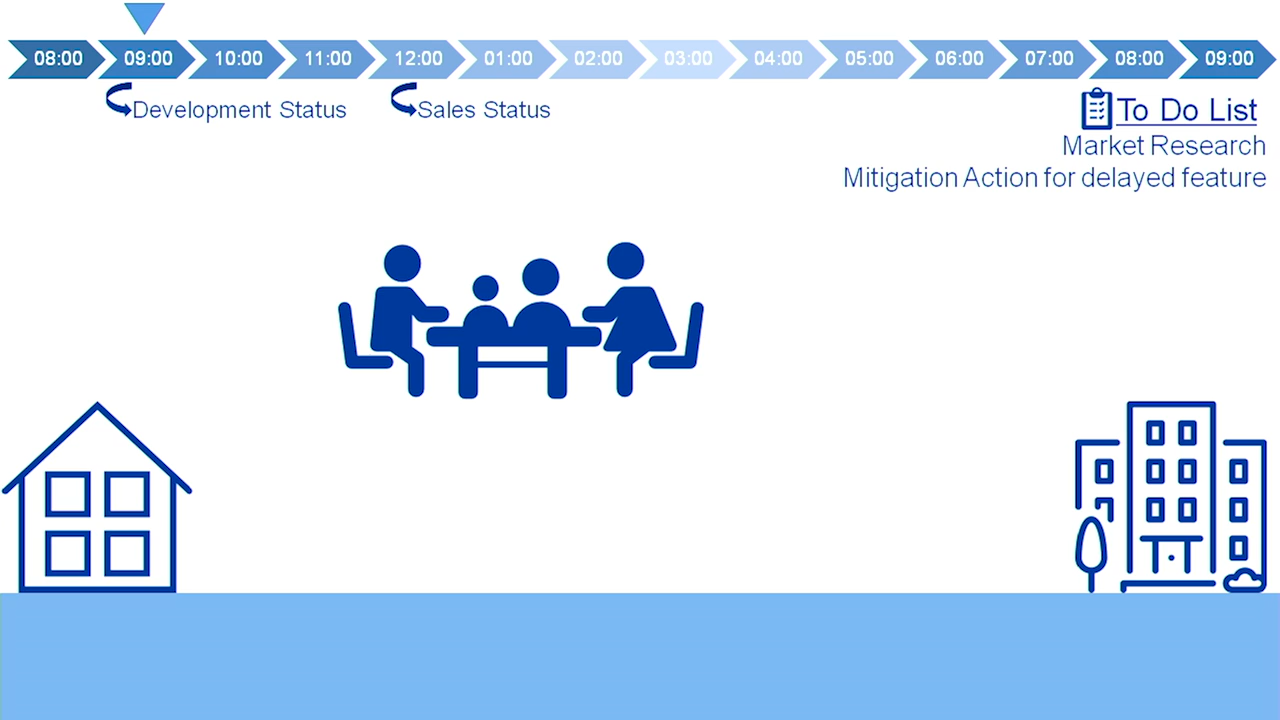 08:00 09:00 10:00 11:00 12:00 01:00 02:00 03:00 04:00 05:00 06:00 07:00 08:00 09:00
Development Status Sales Status
To Do List
Market Research
Mitigation Action for delayed feature